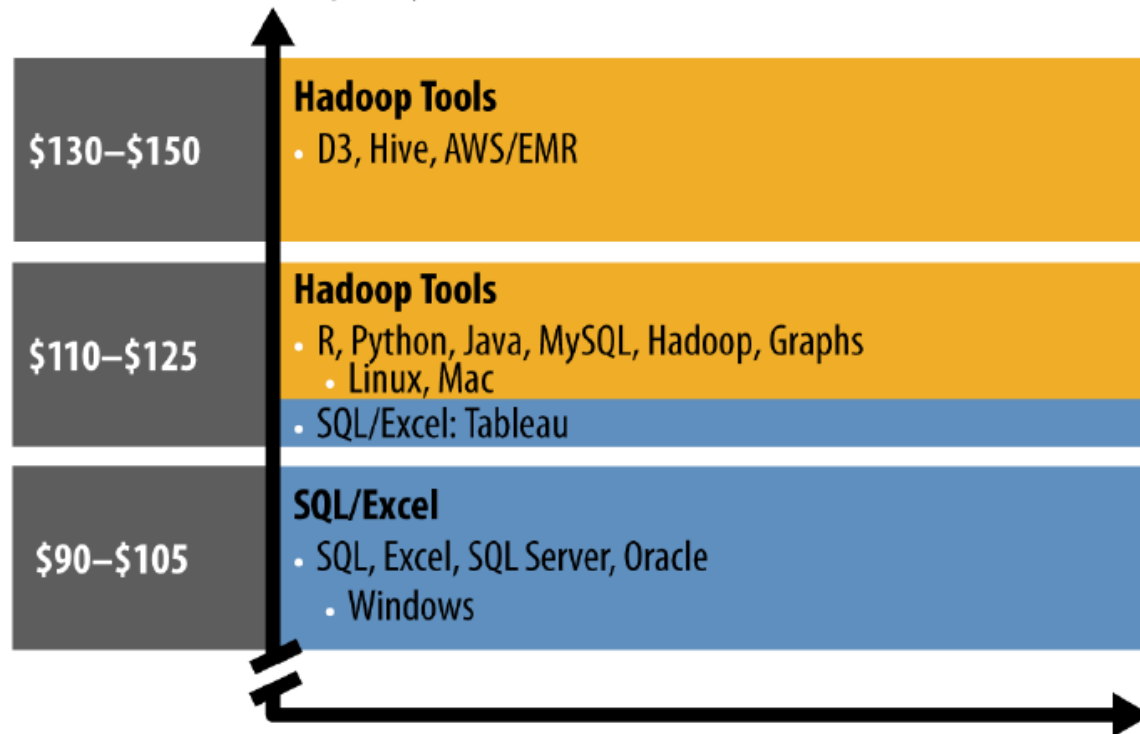 $130–$150
Hadoop Tools
• D3, Hive, AWS/EMR
$110–$125
Hadoop Tools
• R, Python, Java, MySQL, Hadoop, Graphs
• Linux, Mac
• SQL/Excel: Tableau
$90–$105
SQL/Excel
• SQL, Excel, SQL Server, Oracle
• Windows